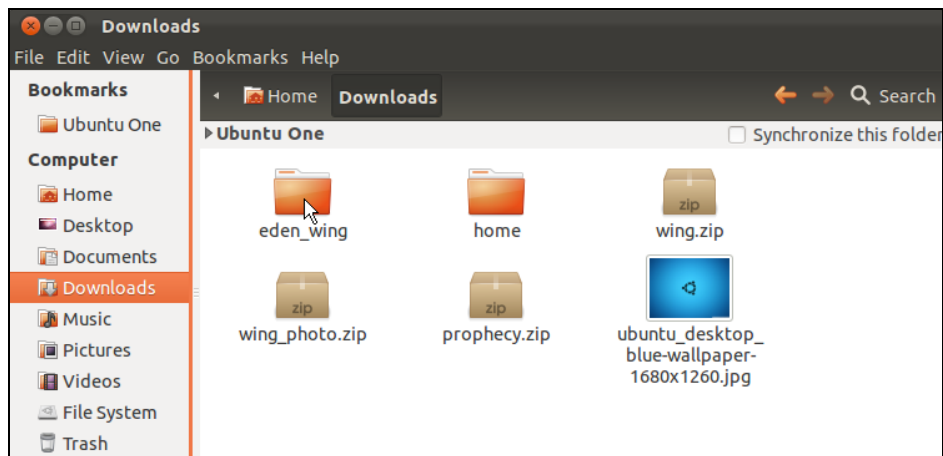 Downloads
File Edit View Go Bookmarks Help
Bookmarks
Ubuntu One
Computer
Home
Desktop
Documents
Downloads
Music
Pictures
Videos
File System
Trash
Home Downloads Search
Ubuntu One Synchronize this folder
zip
eden_wing home wing.zip
zip zip
wing_photo.zip prophecy.zip ubuntu_desktop_
blue-wallpaper-
1680x1260.jpg